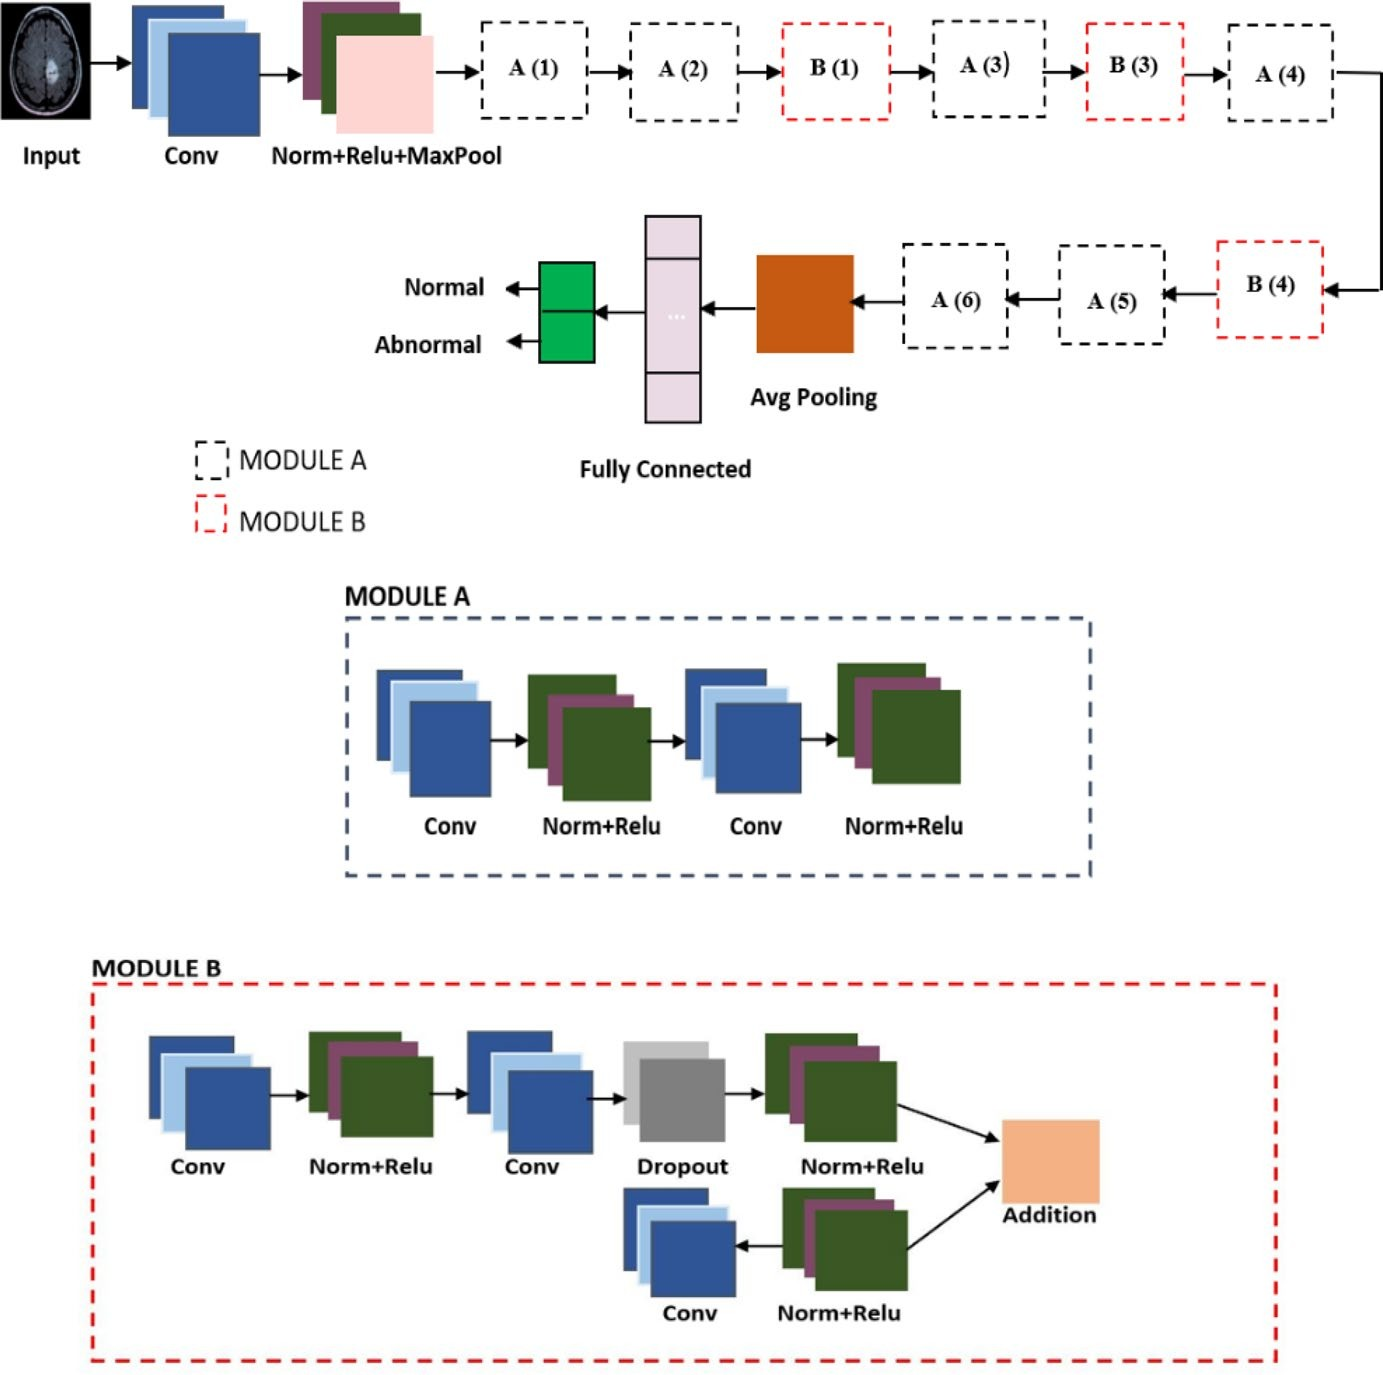 A (1)
A (2)
B (1)
A (3)
B (3)
A (4)
Input
Conv
Norm+Relu+MaxPool
Normal
Abnormal
...
A (6)
A (5)
B (4)
Avg Pooling
Fully Connected
MODULE A
MODULE B
MODULE A
Conv
Norm+Relu
Conv
Norm+Relu
MODULE B
Conv
Norm+Relu
Conv
Dropout
Norm+Relu
Addition
Conv
Norm+Relu